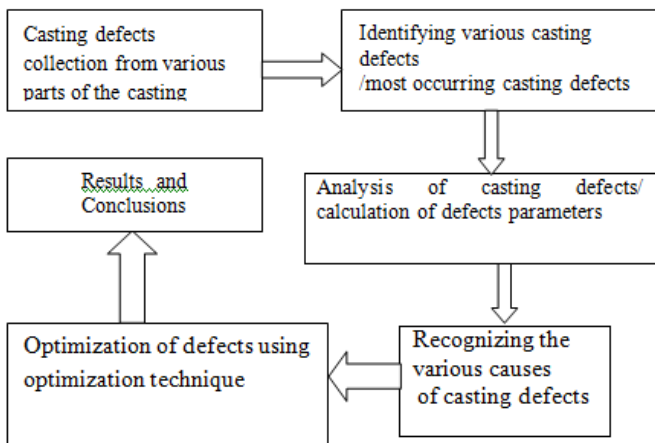 Casting defects
collection from various
parts of the casting
Identifying various casting
defects
/most occurring casting defects
Analysis of casting defects/
calculation of defects parameters
Recognizing the
various causes
of casting defects
Optimization of defects using
optimization technique
Results and
Conclusions